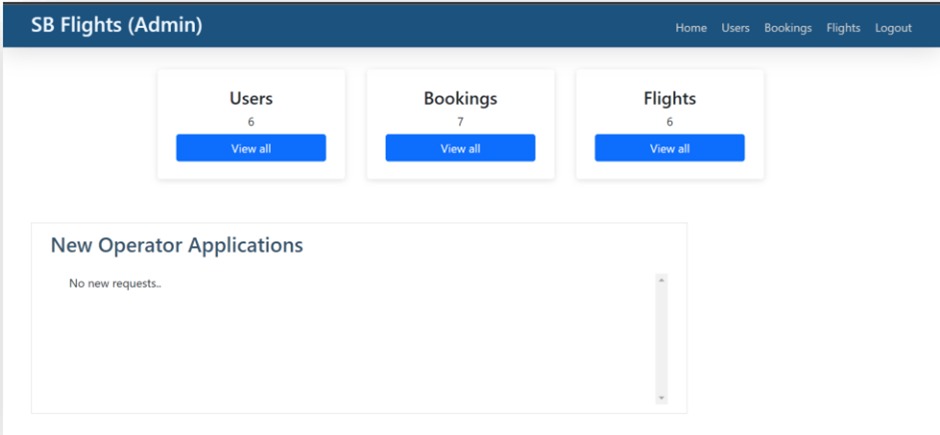 SB Flights (Admin)
Home Users Bookings Flights Logout
Users Bookings Flights
6 7 6
View all View all View all
New Operator Applications
No new requests..